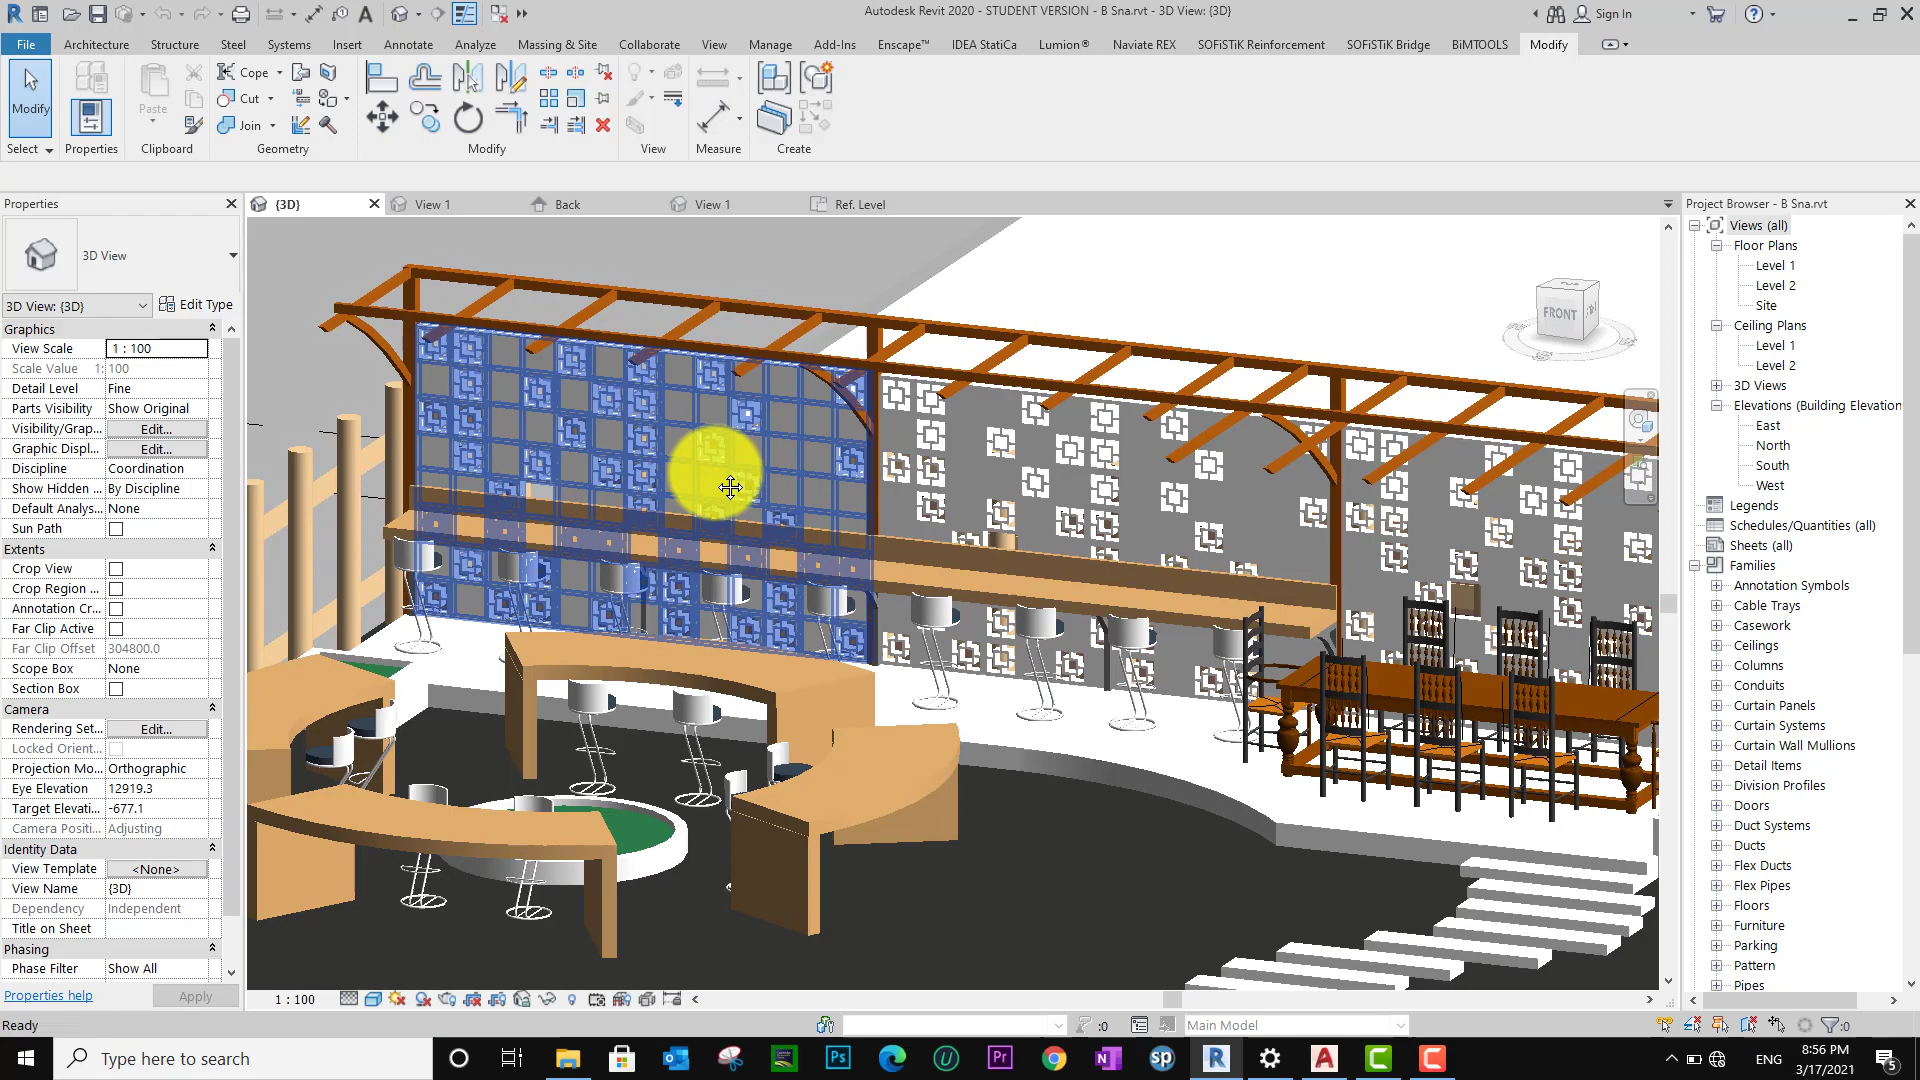 Autodesk Revit 2020 - STUDENT VERSION - B Sna.rvt - 3D View: {3D}
Sign In
File Architecture Structure Steel Systems Insert Annotate Analyze Massing & Site Collaborate View Manage Add-Ins Enscape™ IDEA StatiCa Lumion® Naviate REX SOFiSTiK Reinforcement SOFiSTiK Bridge BiMTOOLS Modify
Modify
Paste
Cope
Cut
Join
Select Properties Clipboard Geometry Modify View Measure Create
Properties
{3D} View 1 Back View 1 Ref. Level
Project Browser - B Sna.rvt
3D View
3D View: {3D} Edit Type
Graphics
View Scale 1 : 100
Scale Value 1: 100
Detail Level Fine
Parts Visibility Show Original
Visibility/Grap... Edit...
Graphic Displ... Edit...
Discipline Coordination
Show Hidden ... By Discipline
Default Analys... None
Sun Path
Extents
Crop View
Crop Region ...
Annotation Cr...
Far Clip Active
Far Clip Offset 304800.0
Scope Box None
Section Box
Camera
Rendering Set... Edit...
Locked Orient...
Projection Mo... Orthographic
Eye Elevation 12919.3
Target Elevati... -677.1
Camera Positi... Adjusting
Identity Data
View Template <None>
View Name {3D}
Dependency Independent
Title on Sheet
Phasing
Phase Filter Show All
Properties help Apply
FRONT
Views (all)
Floor Plans
Level 1
Level 2
Site
Ceiling Plans
Level 1
Level 2
3D Views
Elevations (Building Elevation
East
North
South
West
Legends
Schedules/Quantities (all)
Sheets (all)
Families
Annotation Symbols
Cable Trays
Casework
Ceilings
Columns
Conduits
Curtain Panels
Curtain Systems
Curtain Wall Mullions
Detail Items
Division Profiles
Doors
Duct Systems
Ducts
Flex Ducts
Flex Pipes
Floors
Furniture
Parking
Pattern
Pipes
1 : 100
Ready
:0
Main Model
:0
Type here to search
ENG
8:56 PM
3/17/2021
5